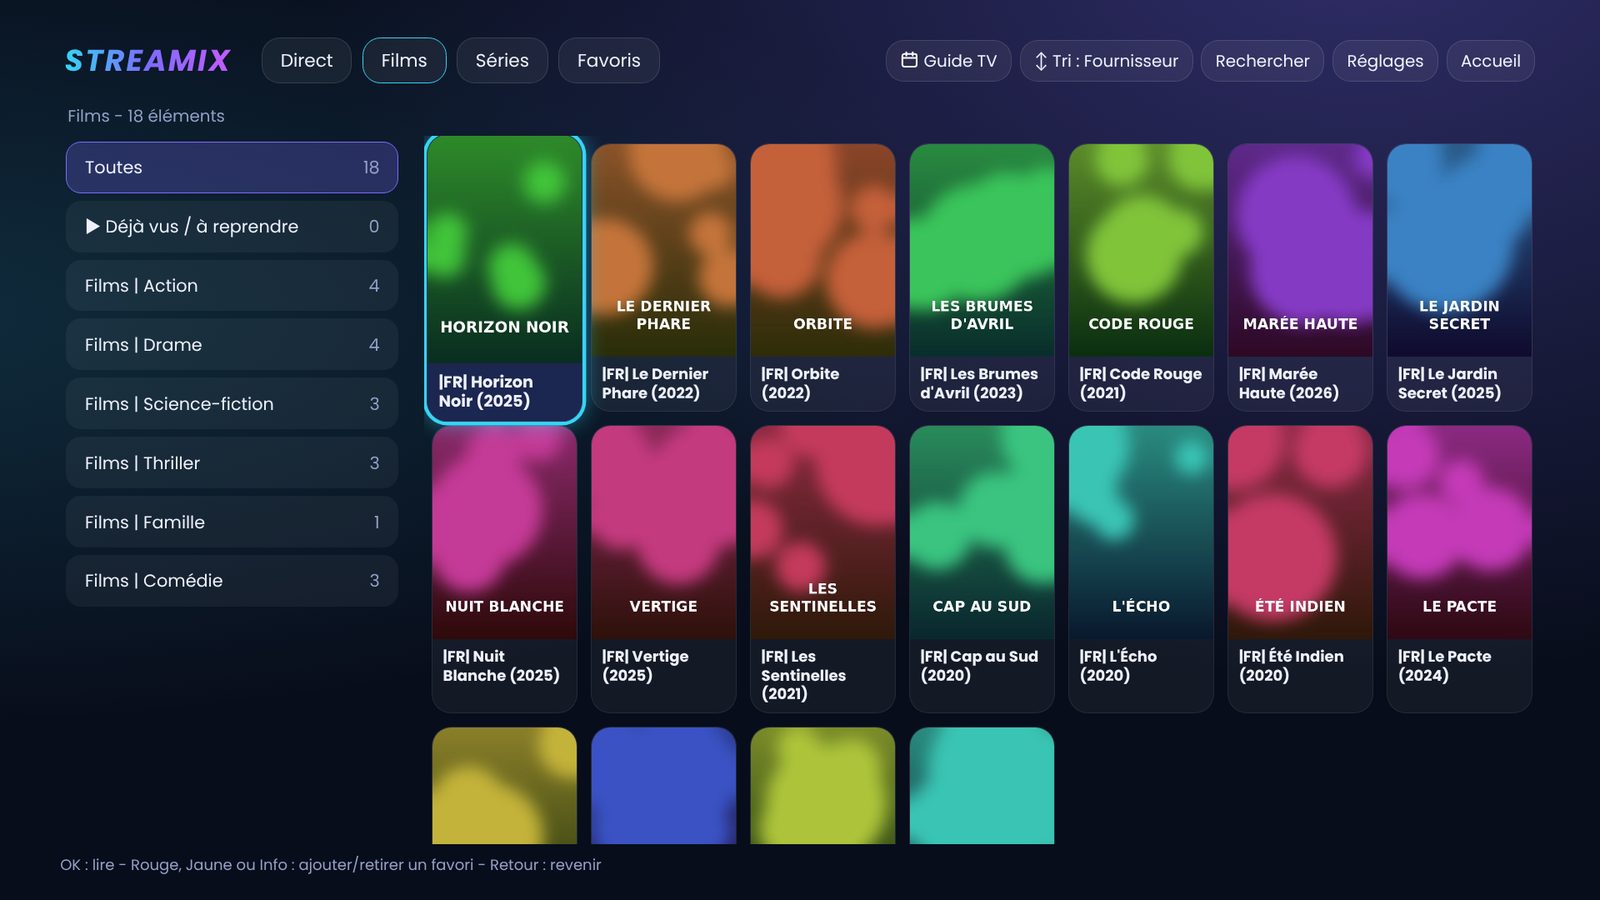 STREAMIX
Direct
Films
Séries
Favoris
Guide TV
Tri : Fournisseur
Rechercher
Réglages
Accueil
Films - 18 éléments
Toutes 18
▶ Déjà vus / à reprendre 0
Films | Action 4
Films | Drame 4
Films | Science-fiction 3
Films | Thriller 3
Films | Famille 1
Films | Comédie 3
HORIZON NOIR
|FR| Horizon
Noir (2025)
LE DERNIER
PHARE
|FR| Le Dernier
Phare (2022)
ORBITE
|FR| Orbite
(2022)
LES BRUMES
D'AVRIL
|FR| Les Brumes
d'Avril (2023)
CODE ROUGE
|FR| Code Rouge
(2021)
MARÉE HAUTE
|FR| Marée
Haute (2026)
LE JARDIN
SECRET
|FR| Le Jardin
Secret (2025)
NUIT BLANCHE
|FR| Nuit
Blanche (2025)
VERTIGE
|FR| Vertige
(2025)
LES
SENTINELLES
|FR| Les
Sentinelles
(2021)
CAP AU SUD
|FR| Cap au Sud
(2020)
L'ÉCHO
|FR| L'Écho
(2020)
ÉTÉ INDIEN
|FR| Été Indien
(2020)
LE PACTE
|FR| Le Pacte
(2024)
OK : lire - Rouge, Jaune ou Info : ajouter/retirer un favori - Retour : revenir